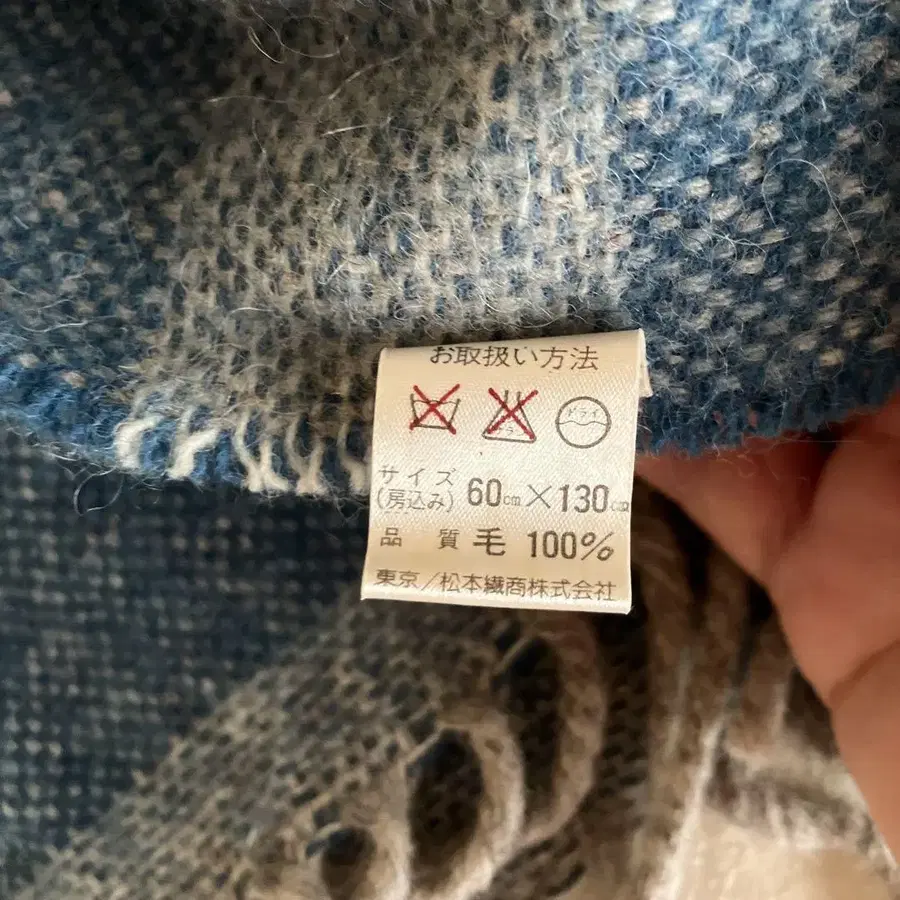 お取扱い方法
ドライ
サイズ
(房込み) 60cm×130cm
品質 毛 100%
東京/松本繊商株式会社